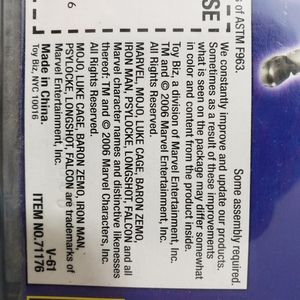 SE
6
s of ASTM F963.
Some assembly required.
We constantly improve and update our products.
Sometimes as a result of these improvements
what is seen on the package may differ somewhat
in color and content from the product inside.
Toy Biz, a division of Marvel Entertainment, Inc.
TM and © 2006 Marvel Entertainment, Inc.
All Rights Reserved.
MOJO, LUKE CAGE, BARON ZEMO,
IRON MAN, PSYLOCKE, LONGSHOT, FALCON and all
Marvel character names and distinctive likenesses
thereof: TM and © 2006 Marvel Characters, Inc.
All Rights Reserved.
MOJO, LUKE CAGE, BARON ZEMO, IRON MAN,
PSYLOCKE, LONGSHOT, FALCON are trademarks of
Marvel Entertainment, Inc.
Made in China.
Toy Biz, NYC 10016
V-61
ITEM NO.71176